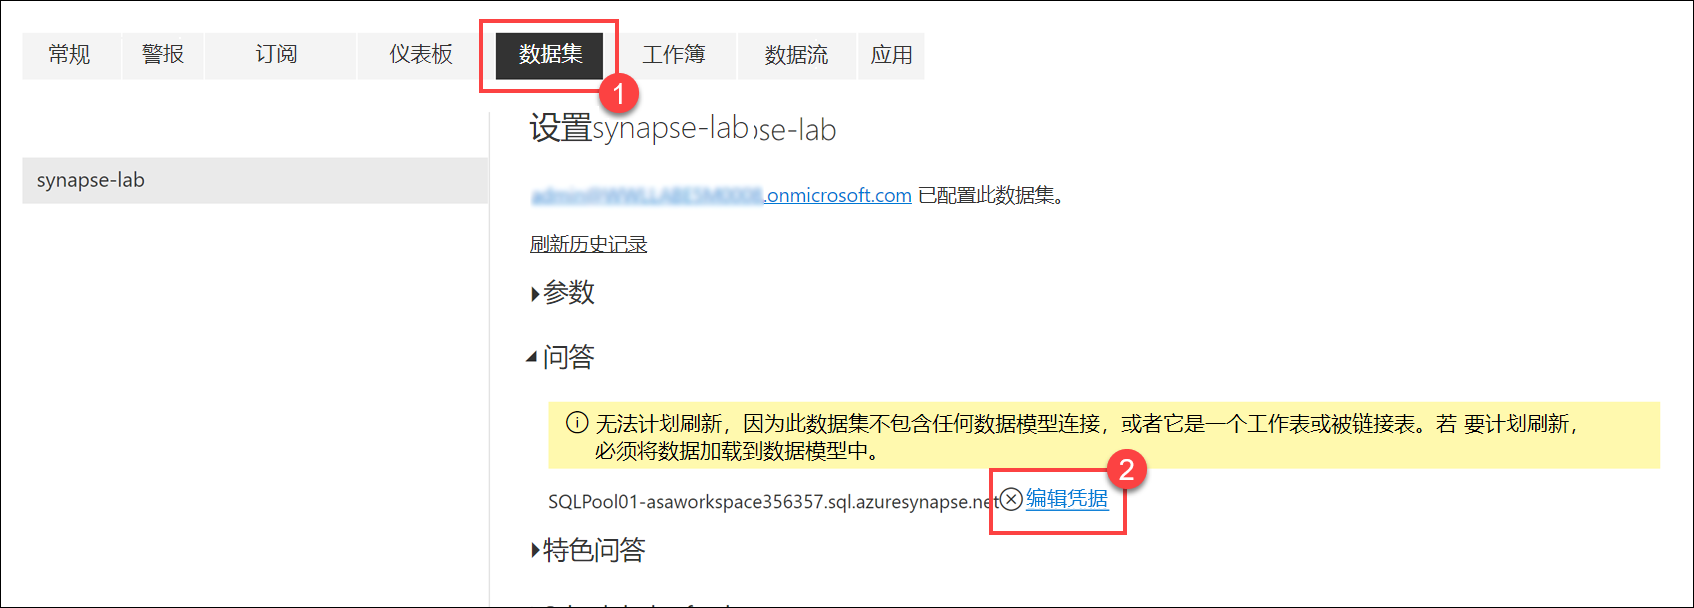 常规 警报 订阅 仪表板 数据集 工作簿 数据流 应用
1
设置synapse-lab se-lab
synapse-lab
.onmicrosoft.com 已配置此数据集。
刷新历史记录
参数
问答
无法计划刷新，因为此数据集不包含任何数据模型连接，或者它是一个工作表或被链接表。若 要计划刷新，
必须将数据加载到数据模型中。
2
SQLPool01-asaworkspace356357.sql.azuresynapse.net 编辑凭据
特色问答